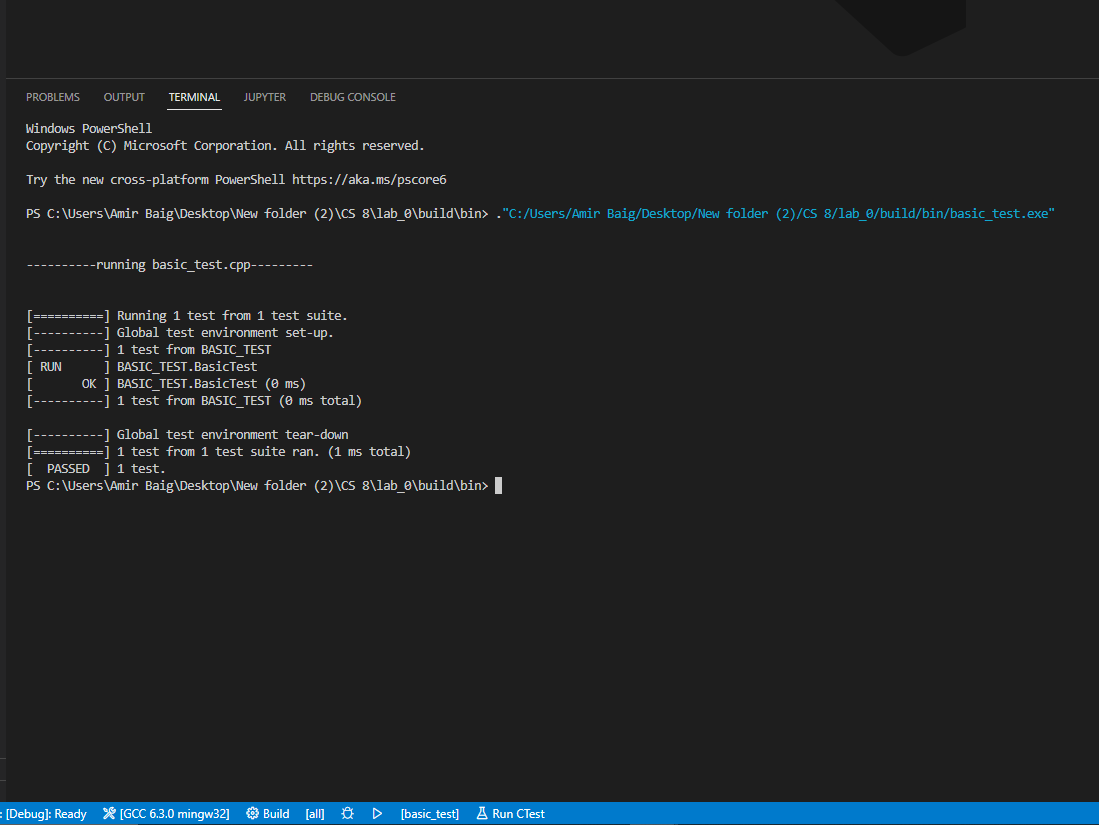 PROBLEMS OUTPUT TERMINAL JUPYTER DEBUG CONSOLE
Windows PowerShell
Copyright (C) Microsoft Corporation. All rights reserved.
Try the new cross-platform PowerShell https://aka.ms/pscore6
PS C:\Users\Amir Baig\Desktop\New folder (2)\CS 8\lab_0\build\bin> ."C:/Users/Amir Baig/Desktop/New folder (2)/CS 8/lab_0/build/bin/basic_test.exe"
----------running basic_test.cpp---------
[==========] Running 1 test from 1 test suite.
[----------] Global test environment set-up.
[----------] 1 test from BASIC_TEST
[ RUN      ] BASIC_TEST.BasicTest
[       OK ] BASIC_TEST.BasicTest (0 ms)
[----------] 1 test from BASIC_TEST (0 ms total)
[----------] Global test environment tear-down
[==========] 1 test from 1 test suite ran. (1 ms total)
[  PASSED  ] 1 test.
PS C:\Users\Amir Baig\Desktop\New folder (2)\CS 8\lab_0\build\bin>
: [Debug]: Ready [GCC 6.3.0 mingw32] Build [all] [basic_test] Run CTest